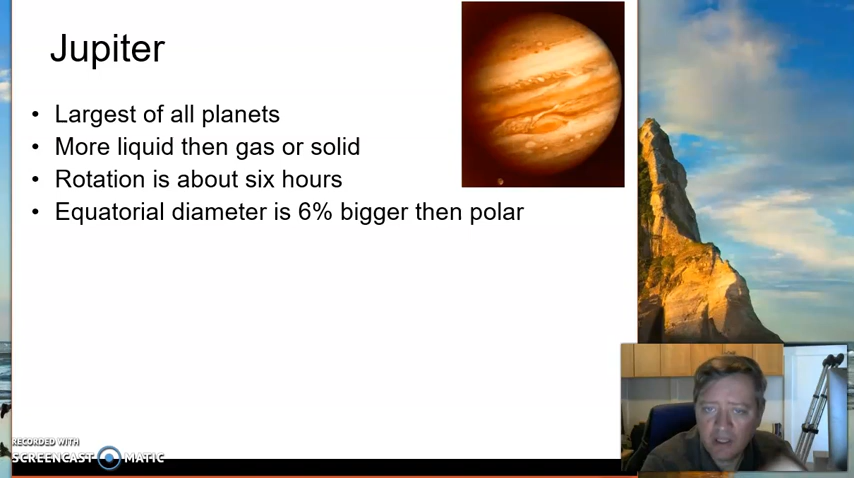 Jupiter
• Largest of all planets
• More liquid then gas or solid
• Rotation is about six hours
• Equatorial diameter is 6% bigger then polar
RECORDED WITH
SCREENCAST MATIC